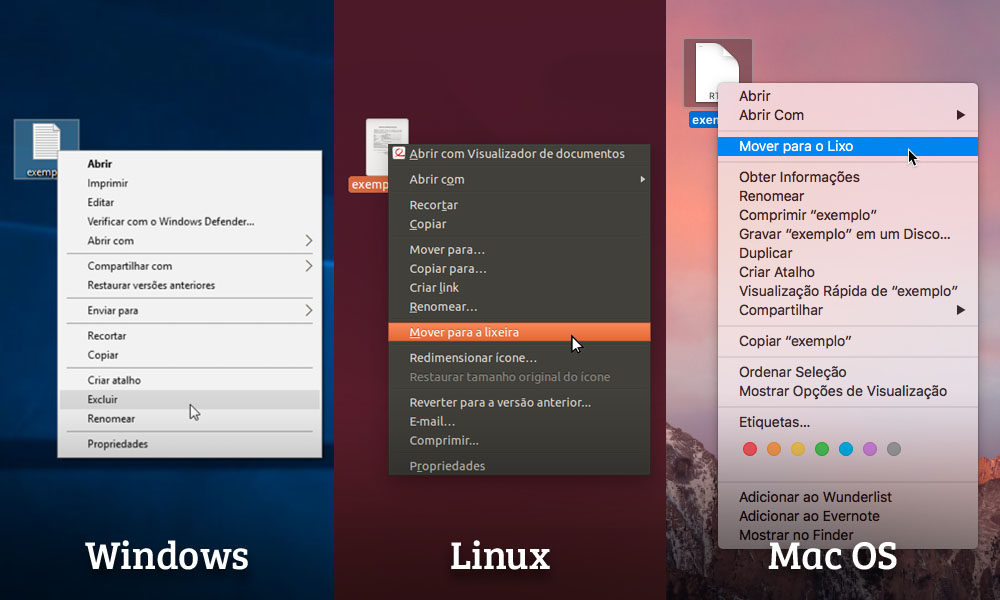 exemp
Abrir
Imprimir
Editar
Verificar com o Windows Defender...
Abrir com
Compartilhar com
Restaurar versões anteriores
Enviar para
Recortar
Copiar
Criar atalho
Excluir
Renomear
Propriedades
Windows
exemp
Abrir com Visualizador de documentos
Abrir com
Recortar
Copiar
Mover para...
Copiar para...
Criar link
Renomear...
Mover para a lixeira
Redimensionar ícone...
Restaurar tamanho original do ícone
Reverter para a versão anterior...
E-mail...
Comprimir...
Propriedades
Linux
RT
exem
Abrir
Abrir Com
Mover para o Lixo
Obter Informações
Renomear
Comprimir “exemplo”
Gravar “exemplo” em um Disco...
Duplicar
Criar Atalho
Visualização Rápida de “exemplo”
Compartilhar
Copiar “exemplo”
Ordenar Seleção
Mostrar Opções de Visualização
Etiquetas...
Adicionar ao Wunderlist
Adicionar ao Evernote
Mostrar no Finder
Mac OS